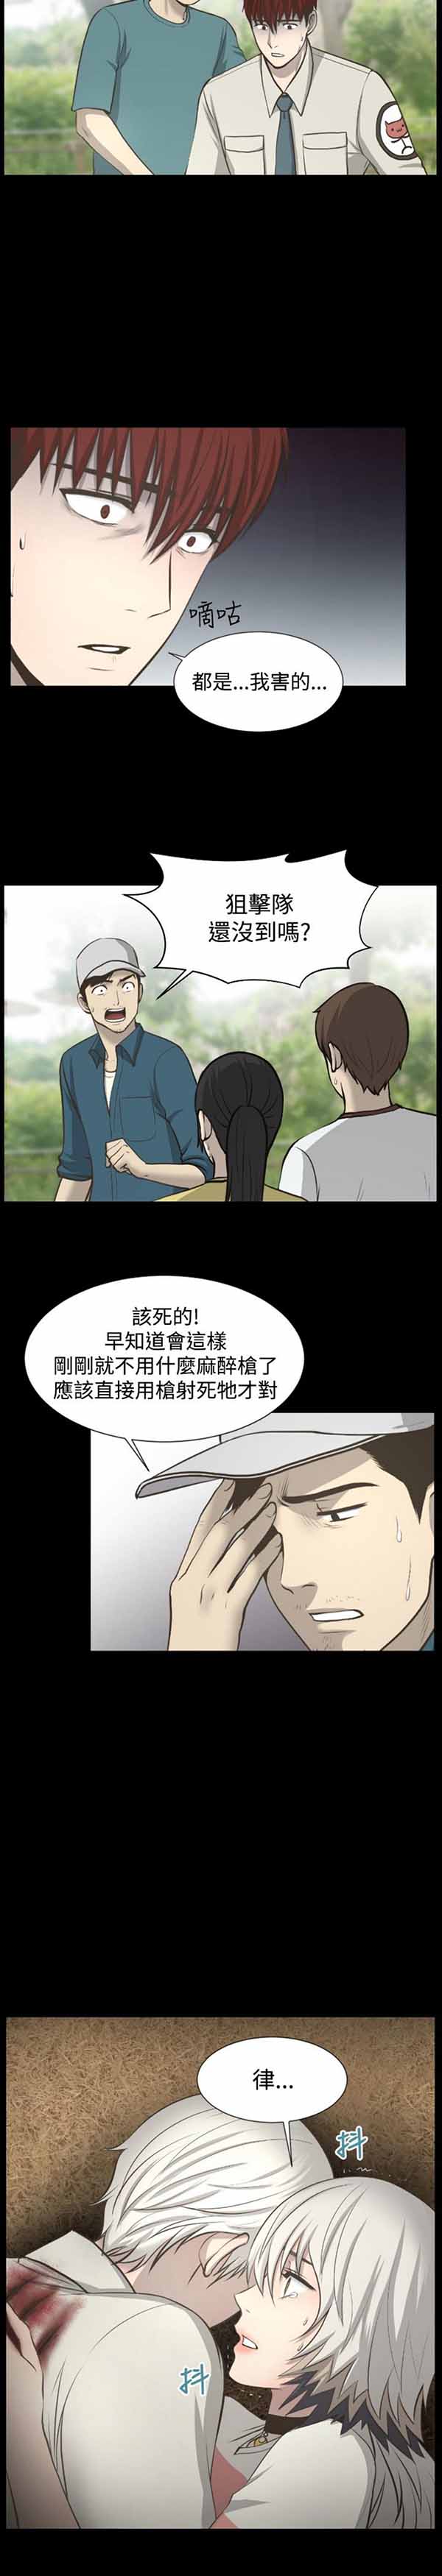 嘀咕
都是...我害的...
狙擊隊
還沒到嗎?
該死的!
早知道會這樣
剛剛就不用什麼麻醉槍了
應該直接用槍射死牠才對
律...
抖
抖